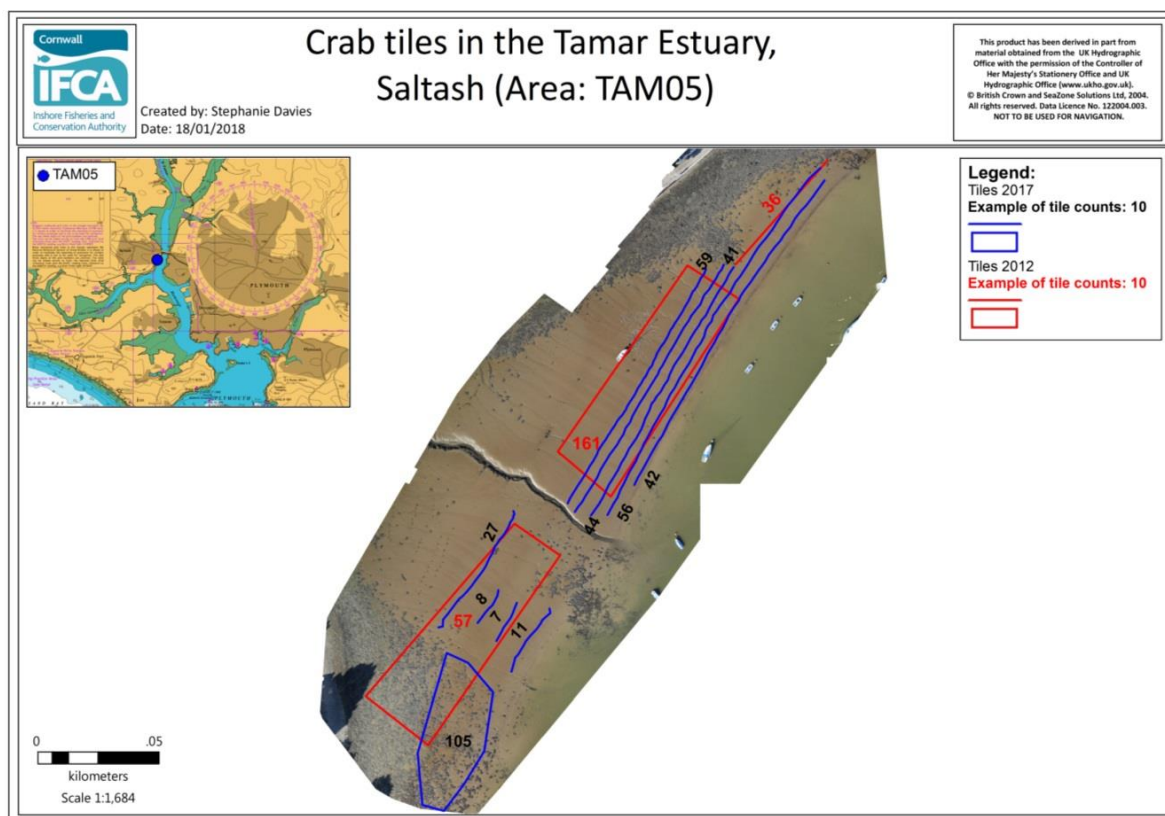 Cornwall
IFCA
Inshore Fisheries and
Conservation Authority
Created by: Stephanie Davies
Date: 18/01/2018
Crab tiles in the Tamar Estuary,
Saltash (Area: TAM05)
This product has been derived in part from
material obtained from the UK Hydrographic
Office with the permission of the Controller of
Her Majesty's Stationery Office and UK
Hydrographic Office (www.ukho.gov.uk).
© British Crown and SeaZone Solutions Ltd, 2004.
All rights reserved. Data Licence No. 122004.003.
NOT TO BE USED FOR NAVIGATION.
TAM05
PLYMOUTH
PLYMOUTH
Legend:
Tiles 2017
Example of tile counts: 10
Tiles 2012
Example of tile counts: 10
36
59
41
161
42
56
44
27
8
57
7
11
105
0 .05
kilometers
Scale 1:1,684